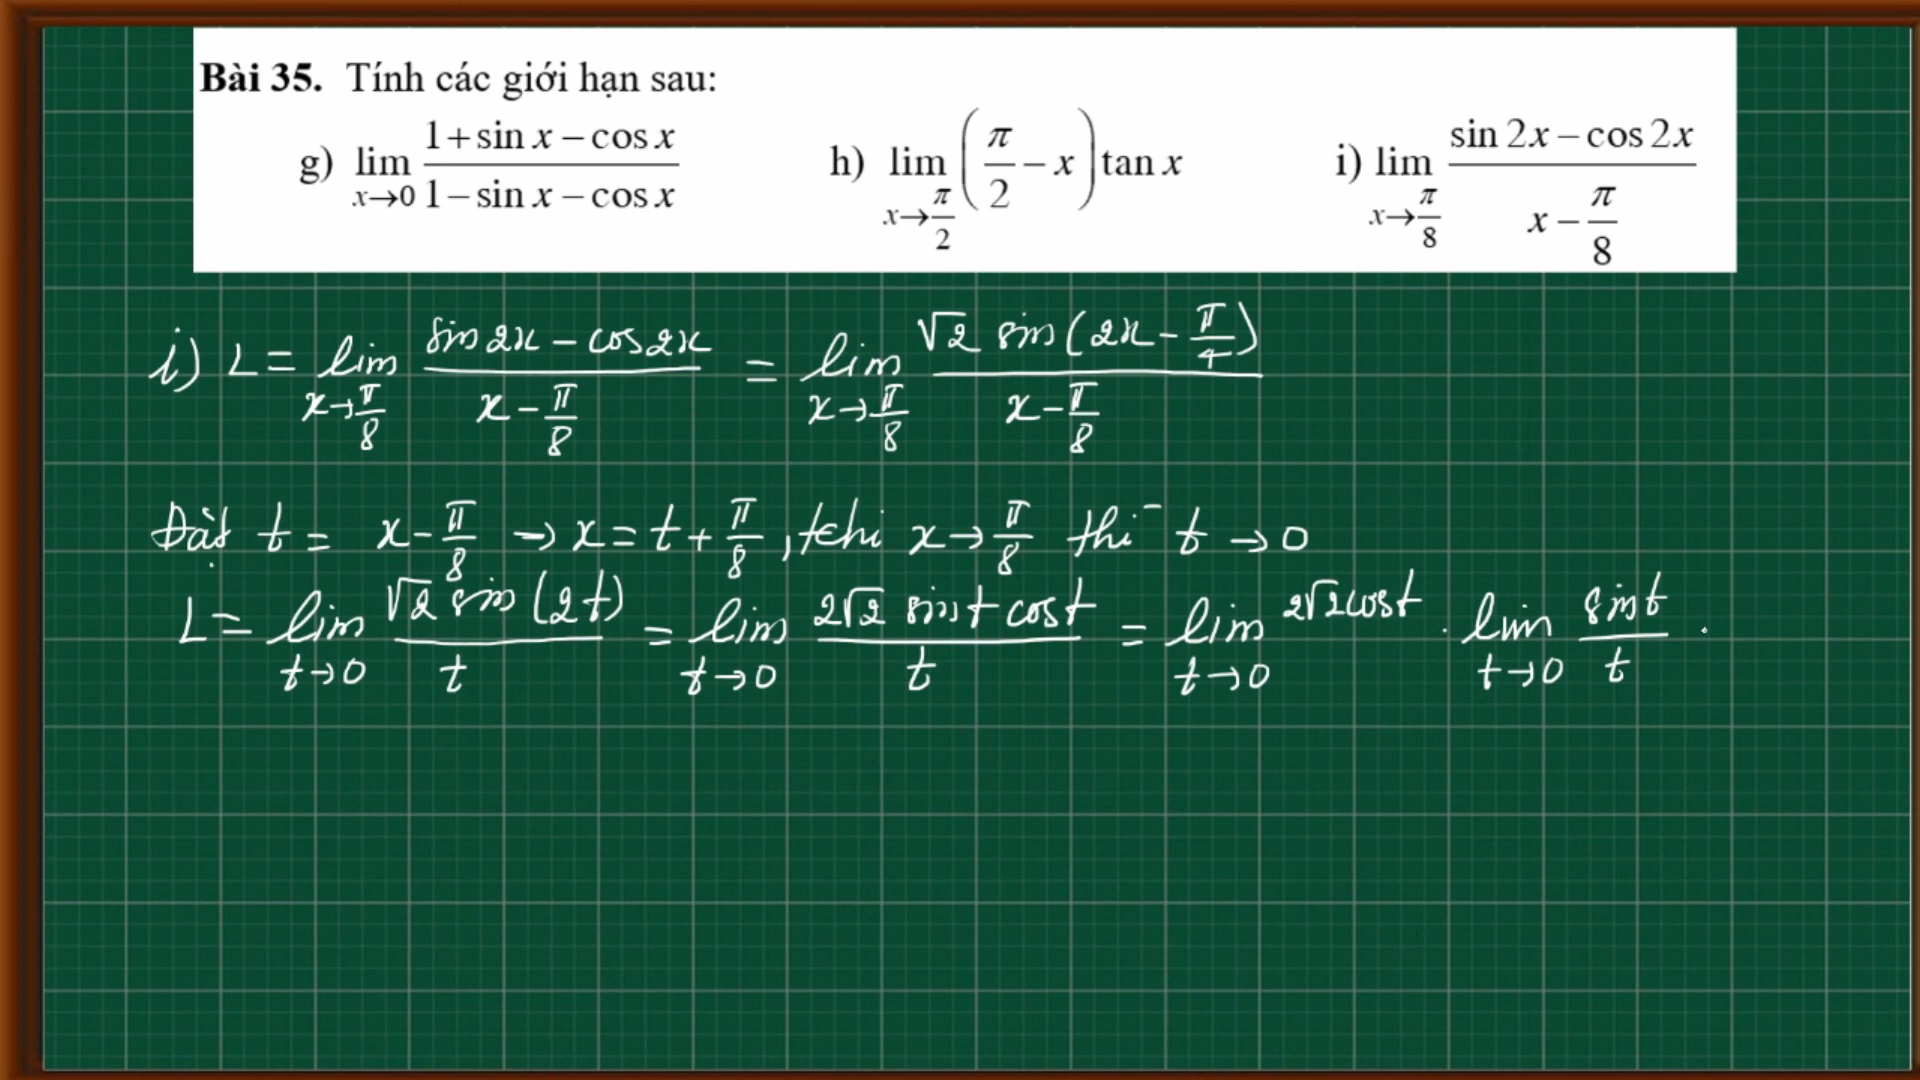 Bài 35. Tính các giới hạn sau:
g) lim_{x→0} (1+sin x−cos x)/(1−sin x−cos x) h) lim_{x→π/2} (π/2 − x) tan x i) lim_{x→π/8} (sin 2x−cos 2x)/(x − π/8)
i) L = lim_{x→π/8} (sin 2x − cos 2x)/(x − π/8) = lim_{x→π/8} (√2 sin(2x − π/4))/(x − π/8)
Đặt t = x − π/8 → x = t + π/8, khi x → π/8 thì t → 0
L = lim_{t→0} (√2 sin(2t))/t = lim_{t→0} (2√2 sin t cos t)/t = lim_{t→0} 2√2 cos t . lim_{t→0} (sin t)/t .